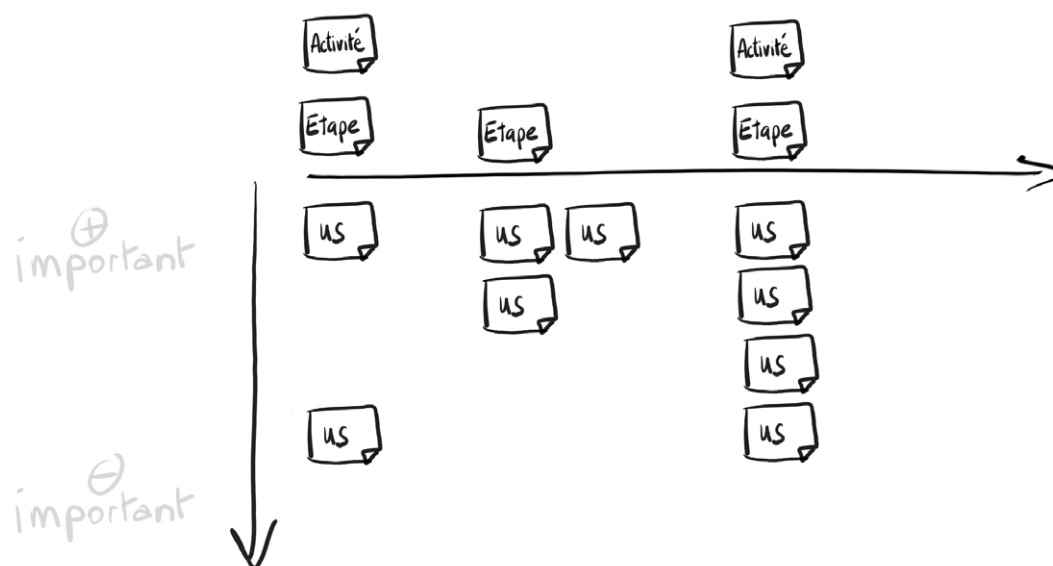 Activité Activité
Etape Etape Etape
+
important
us us us us
us us
us
us us
-
important